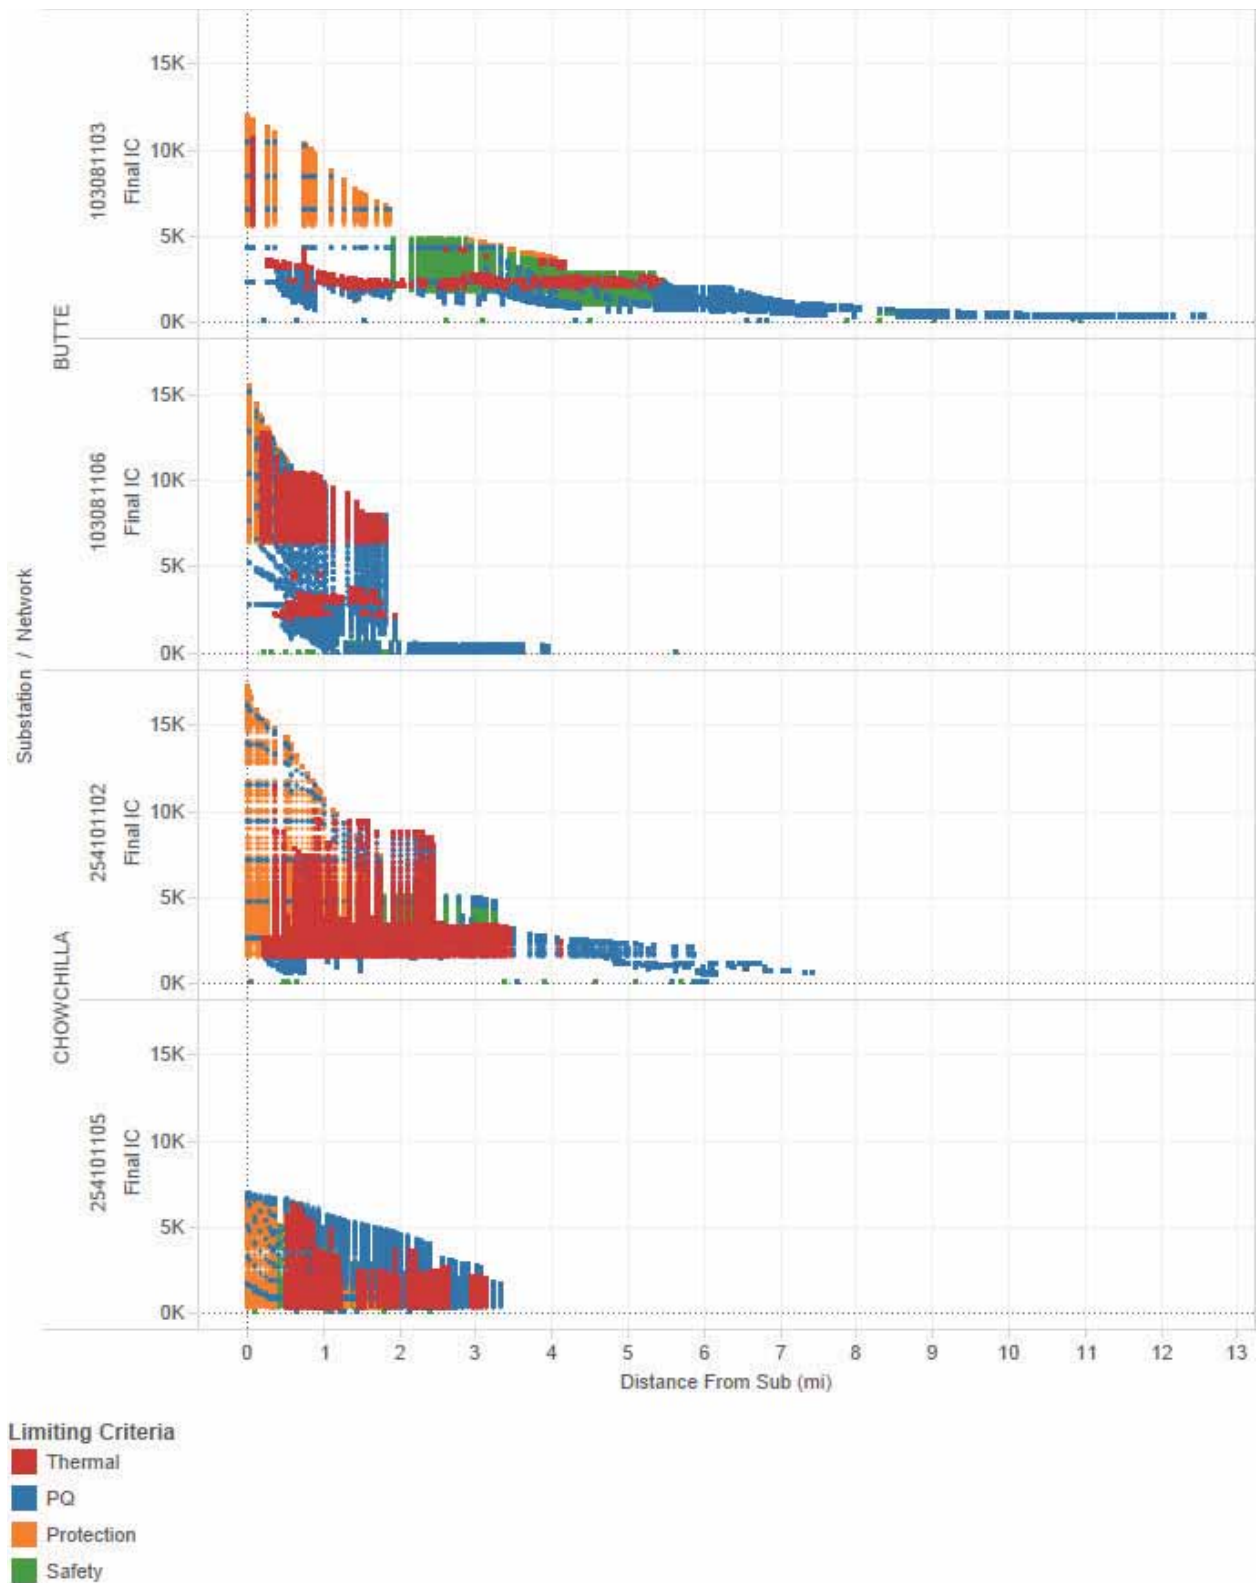 Substation / Network
BUTTE
103081103
Final IC
15K
10K
5K
0K
103081106
Final IC
15K
10K
5K
0K
CHOWCHILLA
254101102
Final IC
15K
10K
5K
0K
254101105
Final IC
15K
10K
5K
0K
0 1 2 3 4 5 6 7 8 9 10 11 12 13
Distance From Sub (mi)
Limiting Criteria
Thermal
PQ
Protection
Safety